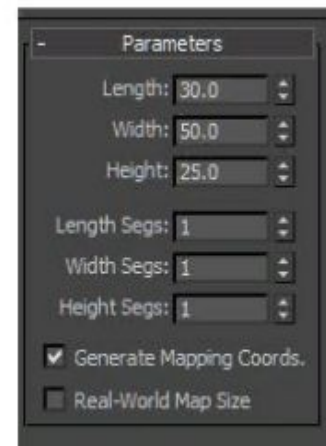 - Parameters
Length: 30.0
Width: 50.0
Height: 25.0
Length Segs: 1
Width Segs: 1
Height Segs: 1
Generate Mapping Coords.
Real-World Map Size